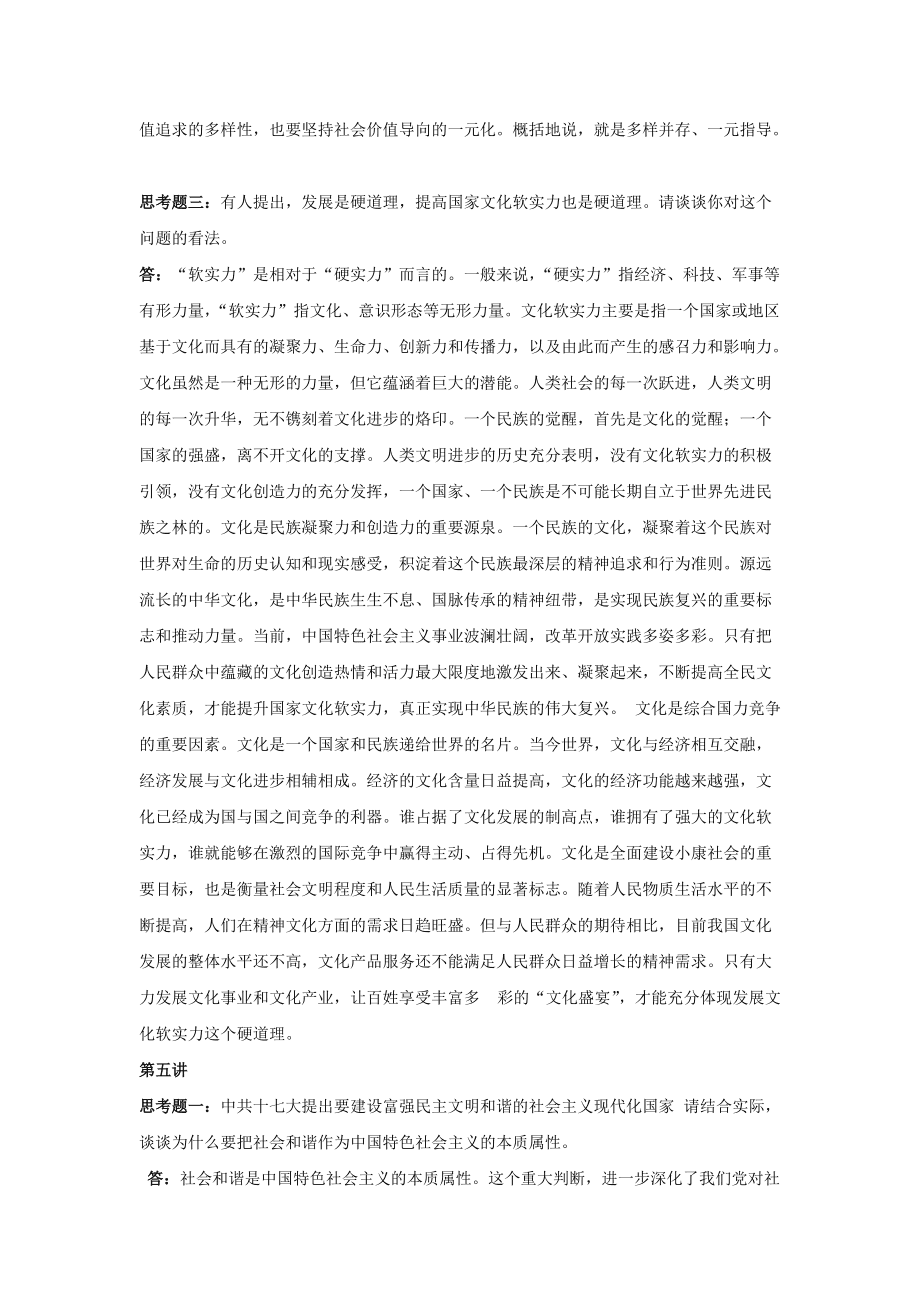 值追求的多样性，也要坚持社会价值导向的一元化。概括地说，就是多样并存、一元指导。
思考题三：有人提出，发展是硬道理，提高国家文化软实力也是硬道理。请谈谈你对这个
问题的看法。
答：“软实力”是相对于“硬实力”而言的。一般来说，“硬实力”指经济、科技、军事等
有形力量，“软实力”指文化、意识形态等无形力量。文化软实力主要是指一个国家或地区
基于文化而具有的凝聚力、生命力、创新力和传播力，以及由此而产生的感召力和影响力。
文化虽然是一种无形的力量，但它蕴涵着巨大的潜能。人类社会的每一次跃进，人类文明
的每一次升华，无不镌刻着文化进步的烙印。一个民族的觉醒，首先是文化的觉醒；一个
国家的强盛，离不开文化的支撑。人类文明进步的历史充分表明，没有文化软实力的积极
引领，没有文化创造力的充分发挥，一个国家、一个民族是不可能长期自立于世界先进民
族之林的。文化是民族凝聚力和创造力的重要源泉。一个民族的文化，凝聚着这个民族对
世界对生命的历史认知和现实感受，积淀着这个民族最深层的精神追求和行为准则。源远
流长的中华文化，是中华民族生生不息、国脉传承的精神纽带，是实现民族复兴的重要标
志和推动力量。当前，中国特色社会主义事业波澜壮阔，改革开放实践多姿多彩。只有把
人民群众中蕴藏的文化创造热情和活力最大限度地激发出来、凝聚起来，不断提高全民文
化素质，才能提升国家文化软实力，真正实现中华民族的伟大复兴。 文化是综合国力竞争
的重要因素。文化是一个国家和民族递给世界的名片。当今世界，文化与经济相互交融，
经济发展与文化进步相辅相成。经济的文化含量日益提高，文化的经济功能越来越强，文
化已经成为国与国之间竞争的利器。谁占据了文化发展的制高点，谁拥有了强大的文化软
实力，谁就能够在激烈的国际竞争中赢得主动、占得先机。文化是全面建设小康社会的重
要目标，也是衡量社会文明程度和人民生活质量的显著标志。随着人民物质生活水平的不
断提高，人们在精神文化方面的需求日趋旺盛。但与人民群众的期待相比，目前我国文化
发展的整体水平还不高，文化产品服务还不能满足人民群众日益增长的精神需求。只有大
力发展文化事业和文化产业，让百姓享受丰富多 彩的“文化盛宴”，才能充分体现发展文
化软实力这个硬道理。
第五讲
思考题一：中共十七大提出要建设富强民主文明和谐的社会主义现代化国家 请结合实际，
谈谈为什么要把社会和谐作为中国特色社会主义的本质属性。
答：社会和谐是中国特色社会主义的本质属性。这个重大判断，进一步深化了我们党对社